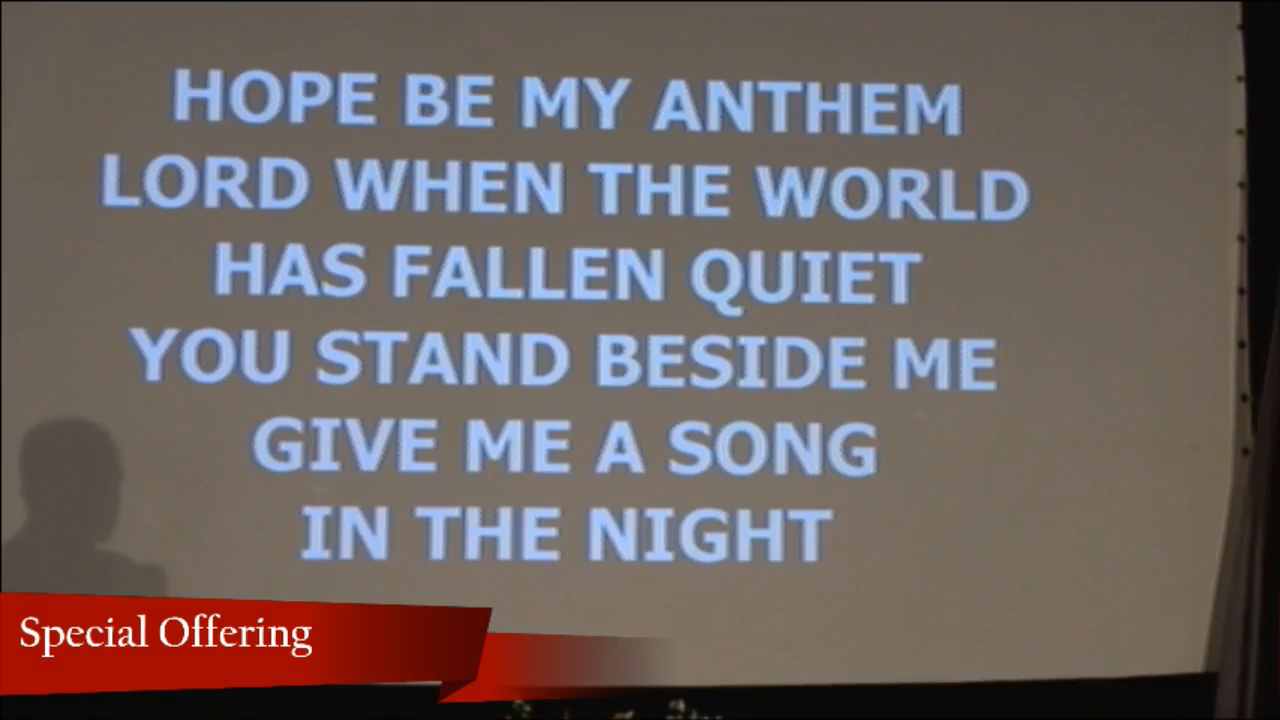 HOPE BE MY ANTHEM
LORD WHEN THE WORLD
HAS FALLEN QUIET
YOU STAND BESIDE ME
GIVE ME A SONG
IN THE NIGHT
Special Offering